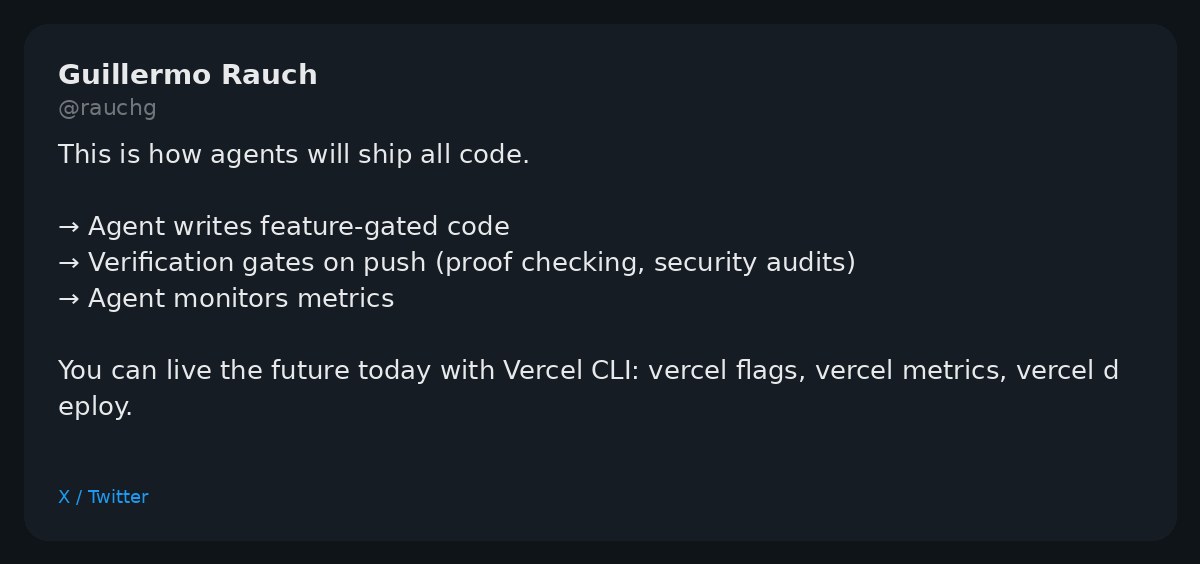 Guillermo Rauch
@rauchg
This is how agents will ship all code.
→ Agent writes feature-gated code
→ Verification gates on push (proof checking, security audits)
→ Agent monitors metrics
You can live the future today with Vercel CLI: vercel flags, vercel metrics, vercel d
eploy.
X / Twitter